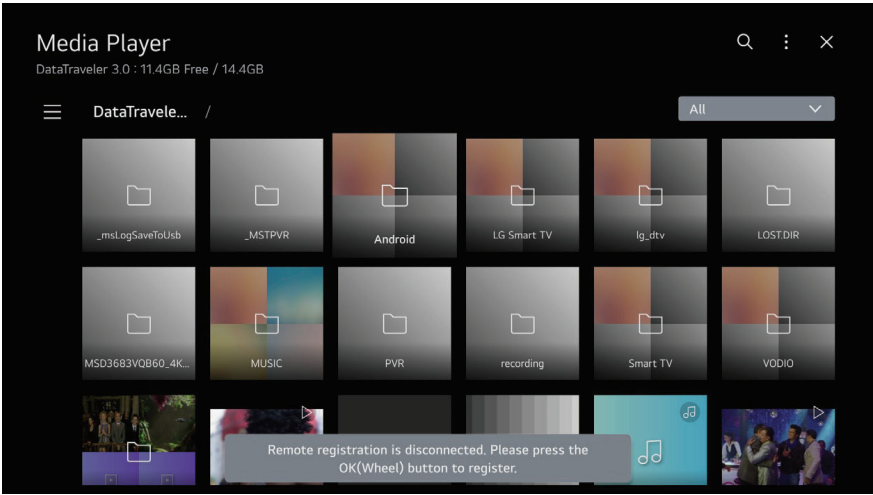 Media Player
DataTraveler 3.0 : 11.4GB Free / 14.4GB
DataTravele... /
All
_msLogSaveToUsb
_MSTPVR
Android
LG Smart TV
lg_dtv
LOST.DIR
MSD3683VQB60_4K...
MUSIC
PVR
recording
Smart TV
VODIO
Remote registration is disconnected. Please press the
OK(Wheel) button to register.